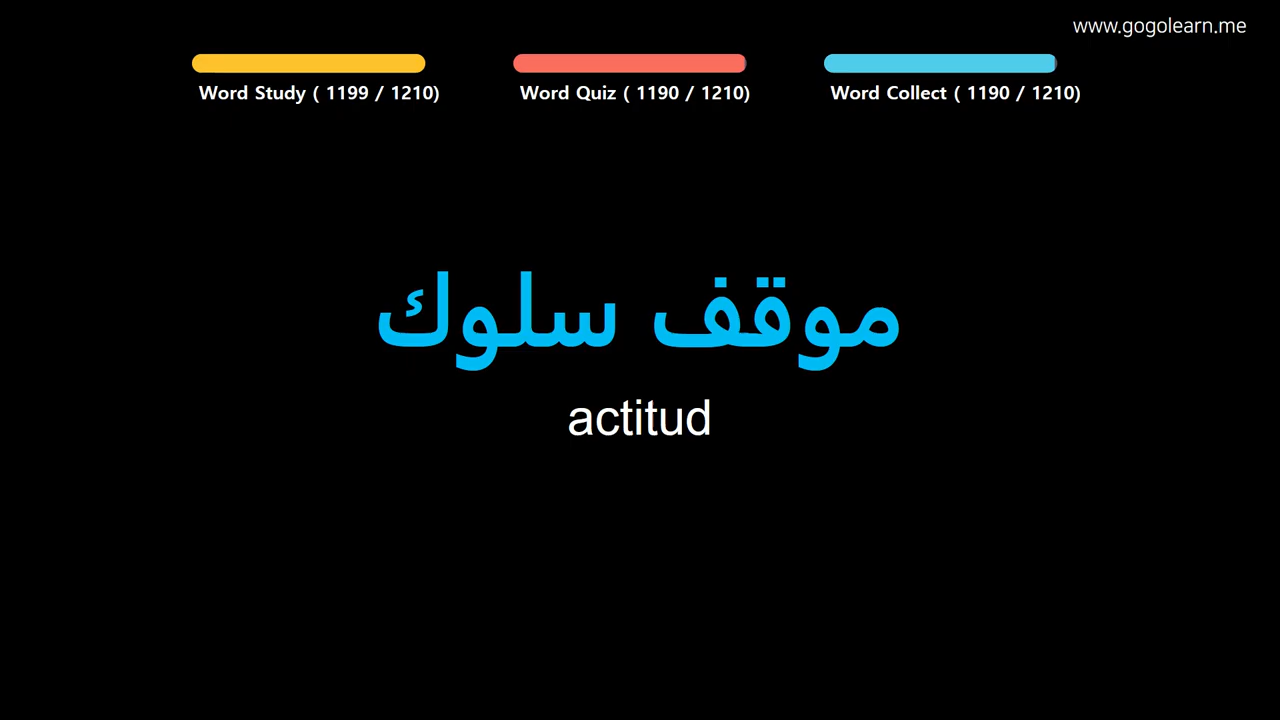 www.gogolearn.me
Word Study ( 1199 / 1210)
Word Quiz ( 1190 / 1210)
Word Collect ( 1190 / 1210)
موقف سلوك
actitud